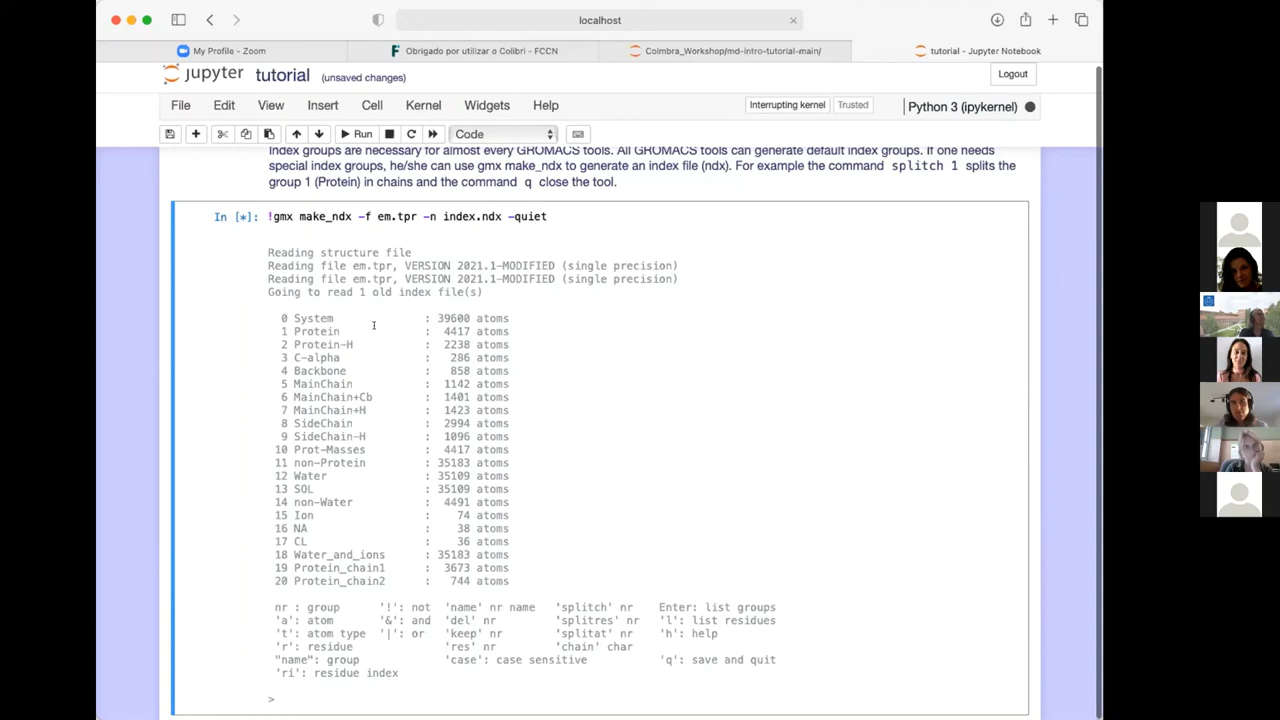 localhost
My Profile - Zoom
Obrigado por utilizar o Colibri - FCCN
Coimbra_Workshop/md-intro-tutorial-main/
tutorial - Jupyter Notebook
jupyter tutorial (unsaved changes)
Logout
File Edit View Insert Cell Kernel Widgets Help
Interrupting kernel Trusted Python 3 (ipykernel)
Run Code
Index groups are necessary for almost every GROMACS tools. All GROMACS tools can generate default index groups. If one needs
special index groups, he/she can use gmx make_ndx to generate an index file (ndx). For example the command splitch 1 splits the
group 1 (Protein) in chains and the command q close the tool.
In [*]: !gmx make_ndx -f em.tpr -n index.ndx -quiet
Reading structure file
Reading file em.tpr, VERSION 2021.1-MODIFIED (single precision)
Reading file em.tpr, VERSION 2021.1-MODIFIED (single precision)
Going to read 1 old index file(s)
0 System : 39600 atoms
1 Protein : 4417 atoms
2 Protein-H : 2238 atoms
3 C-alpha : 286 atoms
4 Backbone : 858 atoms
5 MainChain : 1142 atoms
6 MainChain+Cb : 1401 atoms
7 MainChain+H : 1423 atoms
8 SideChain : 2994 atoms
9 SideChain-H : 1096 atoms
10 Prot-Masses : 4417 atoms
11 non-Protein : 35183 atoms
12 Water : 35109 atoms
13 SOL : 35109 atoms
14 non-Water : 4491 atoms
15 Ion : 74 atoms
16 NA : 38 atoms
17 CL : 36 atoms
18 Water_and_ions : 35183 atoms
19 Protein_chain1 : 3673 atoms
20 Protein_chain2 : 744 atoms
nr : group '!': not 'name' nr name 'splitch' nr Enter: list groups
'a': atom '&': and 'del' nr 'splitres' nr 'l': list residues
't': atom type '|': or 'keep' nr 'splitat' nr 'h': help
'r': residue 'res' nr 'chain' char
"name": group 'case': case sensitive 'q': save and quit
'ri': residue index
>